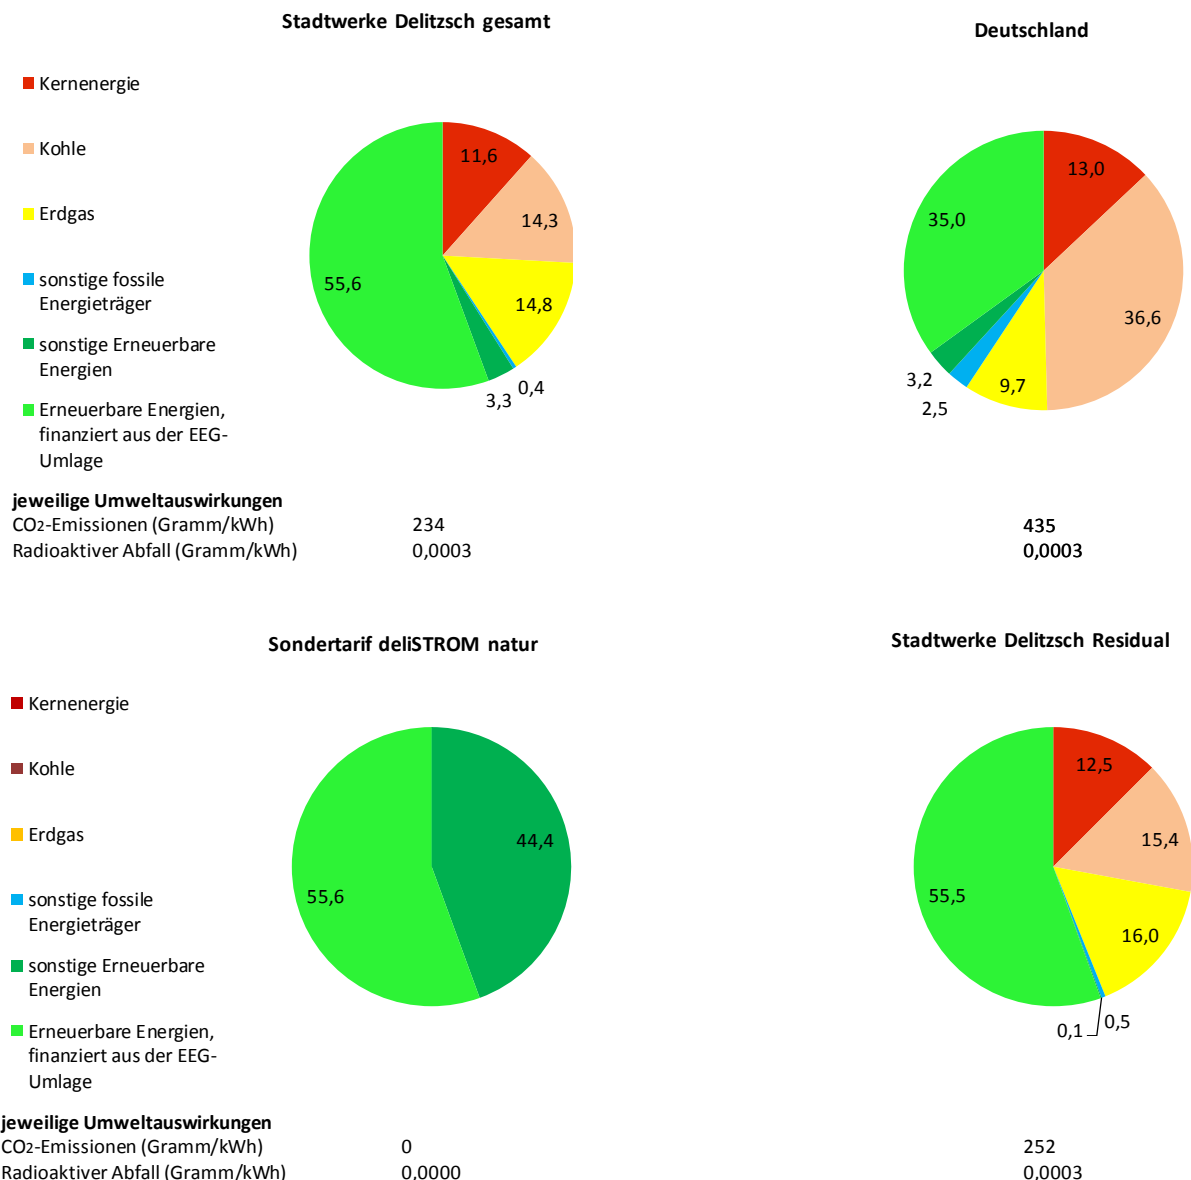 Stadtwerke Delitzsch gesamt
Deutschland
Kernenergie
Kohle
Erdgas
sonstige fossile
Energieträger
sonstige Erneuerbare
Energien
Erneuerbare Energien,
finanziert aus der EEG-
Umlage
11,6
14,3
14,8
0,4
3,3
55,6
13,0
36,6
9,7
2,5
3,2
35,0
jeweilige Umweltauswirkungen
CO2-Emissionen (Gramm/kWh) 234 435
Radioaktiver Abfall (Gramm/kWh) 0,0003 0,0003
Sondertarif deliSTROM natur
Stadtwerke Delitzsch Residual
Kernenergie
Kohle
Erdgas
sonstige fossile
Energieträger
sonstige Erneuerbare
Energien
Erneuerbare Energien,
finanziert aus der EEG-
Umlage
44,4
55,6
12,5
15,4
16,0
0,5
0,1
55,5
jeweilige Umweltauswirkungen
CO2-Emissionen (Gramm/kWh) 0 252
Radioaktiver Abfall (Gramm/kWh) 0,0000 0,0003